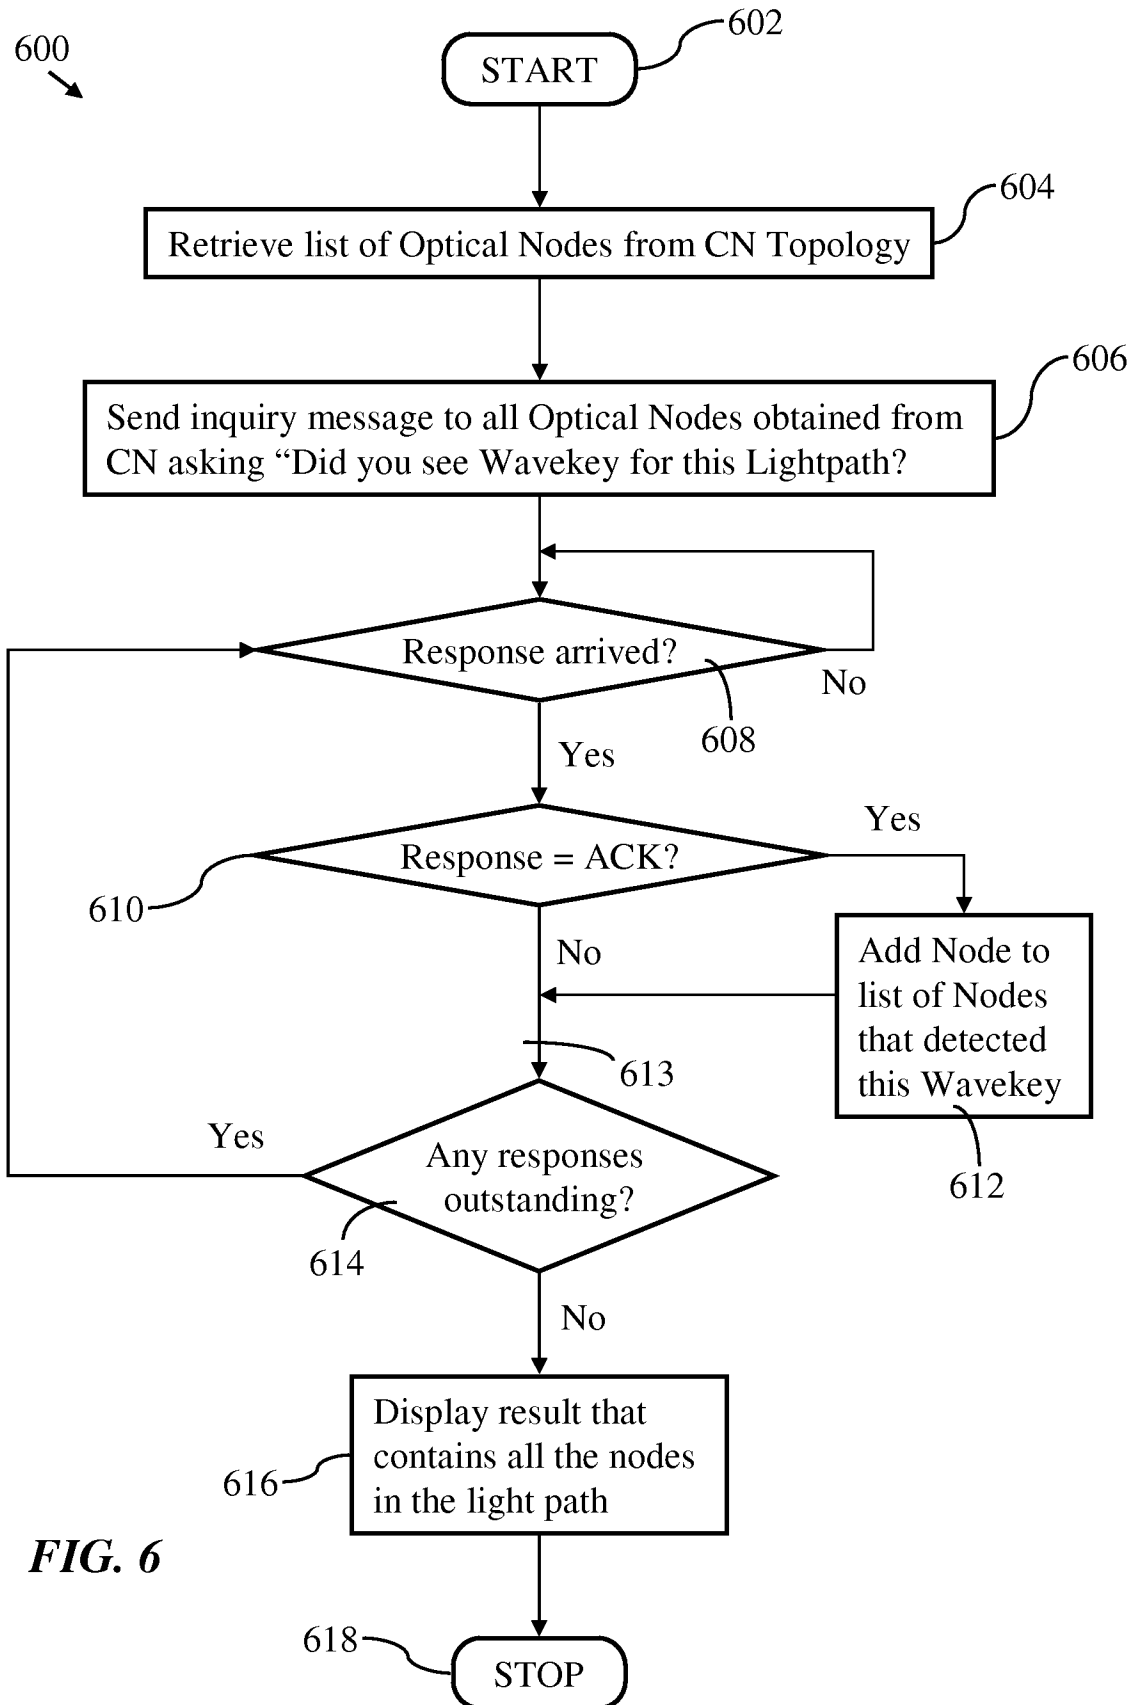 602
600
START
604
Retrieve list of Optical Nodes from CN Topology
606
Send inquiry message to all Optical Nodes obtained from
CN asking “Did you see Wavekey for this Lightpath?
Response arrived?
No
608
Yes
Yes
Response = ACK?
610
No
Add Node to
list of Nodes
that detected
this Wavekey
613
Yes
Any responses
outstanding?
612
614
No
Display result that
contains all the nodes
in the light path
616
FIG. 6
618
STOP